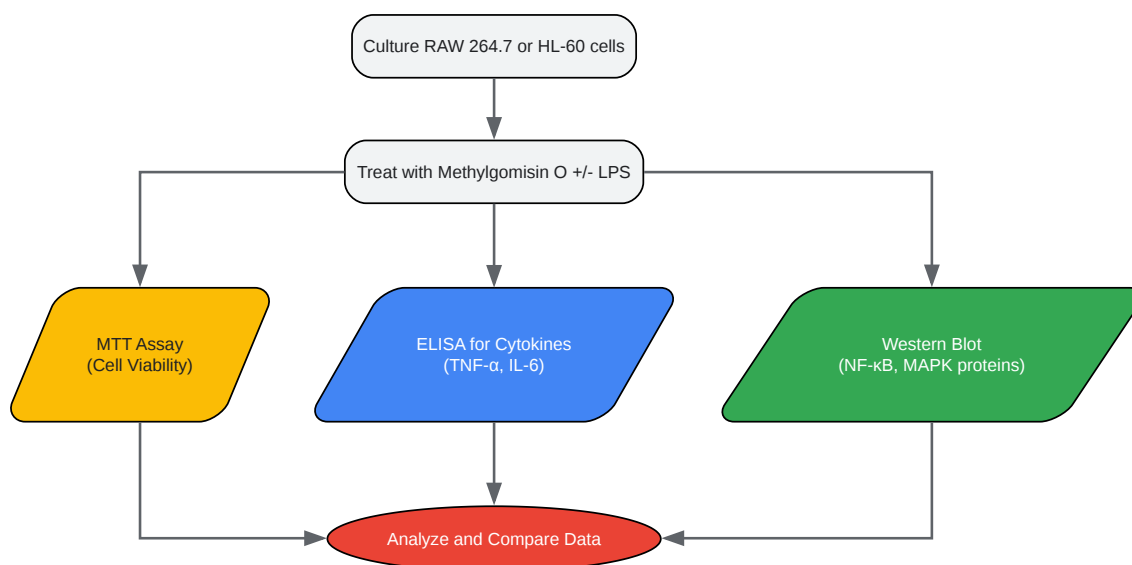 Culture RAW 264.7 or HL-60 cells
Treat with Methylgomisin O +/- LPS
MTT Assay
(Cell Viability)
ELISA for Cytokines
(TNF-α, IL-6)
Western Blot
(NF-κB, MAPK proteins)
Analyze and Compare Data